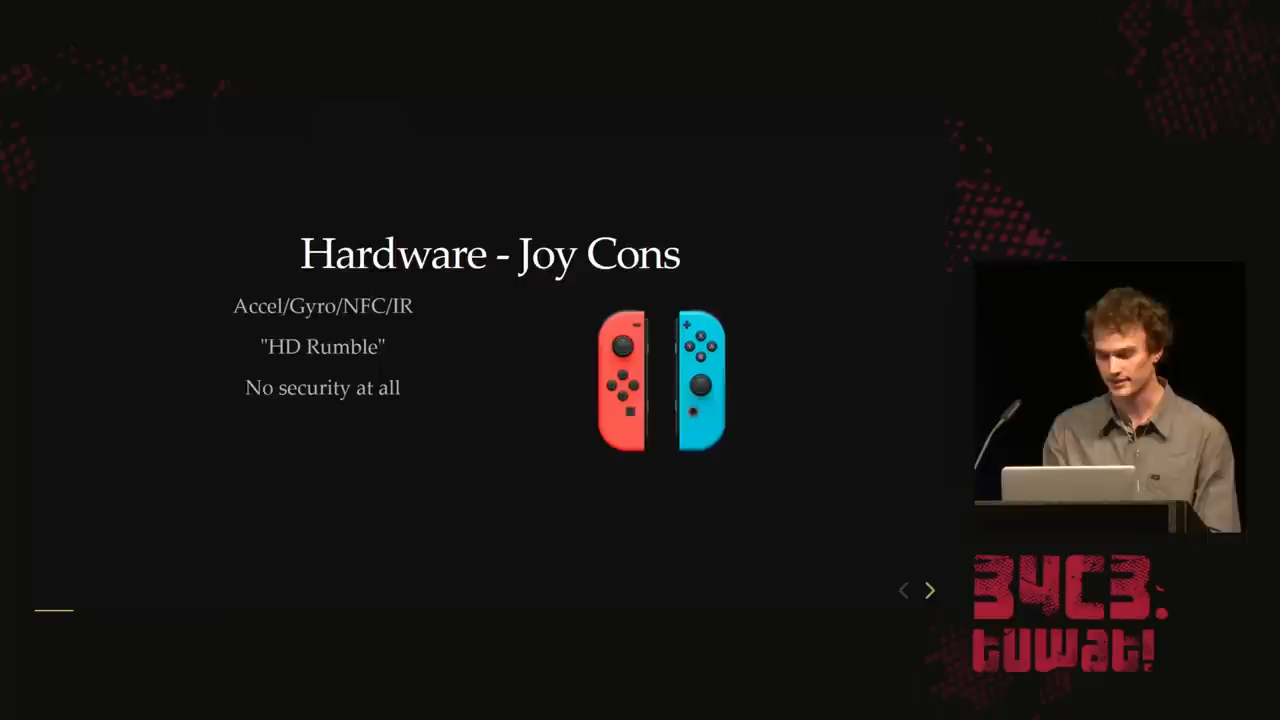 Hardware - Joy Cons
Accel/Gyro/NFC/IR
"HD Rumble"
No security at all
34C3.
tuwat!